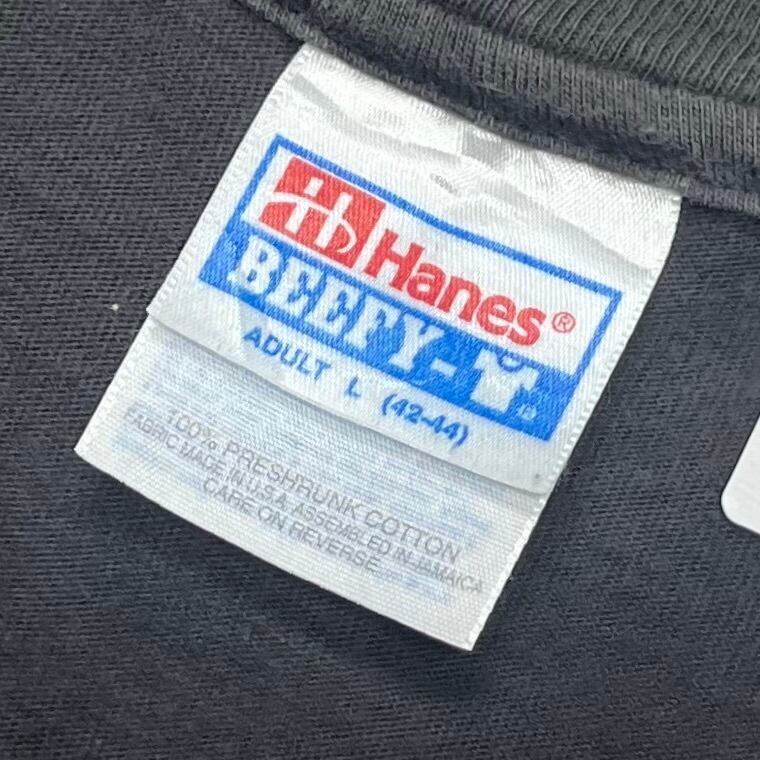 Hanes®
BEEFY-T®
ADULT L (42-44)
100% PRESHRUNK COTTON
FABRIC MADE IN U.S.A. ASSEMBLED IN JAMAICA
CARE ON REVERSE